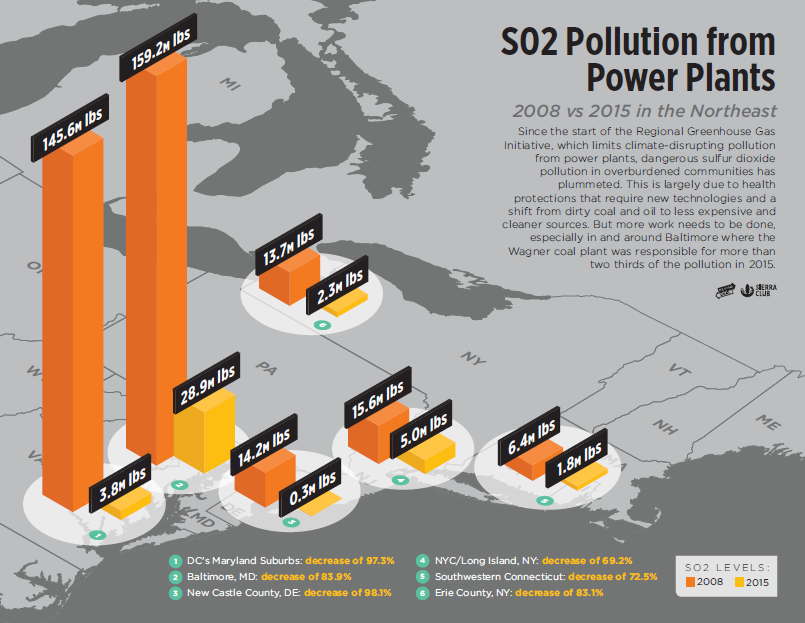 SO2 Pollution from
Power Plants
2008 vs 2015 in the Northeast
Since the start of the Regional Greenhouse Gas
Initiative, which limits climate-disrupting pollution
from power plants, dangerous sulfur dioxide
pollution in overburdened communities has
plummeted. This is largely due to health
protections that require new technologies and a
shift from dirty coal and oil to less expensive and
cleaner sources. But more work needs to be done,
especially in and around Baltimore where the
Wagner coal plant was responsible for more than
two thirds of the pollution in 2015.
SIERRA
CLUB
159.2M lbs
145.6M lbs
MI
13.7M lbs
2.3M lbs
6
PA
NY
VT
NH
ME
28.9M lbs
15.6M lbs
5.0M lbs
14.2M lbs
6.4M lbs
1.8M lbs
3.8M lbs
0.3M lbs
2
4
5
3
1
MD
DE
1 DC's Maryland Suburbs: decrease of 97.3%
2 Baltimore, MD: decrease of 83.9%
3 New Castle County, DE: decrease of 98.1%
4 NYC/Long Island, NY: decrease of 69.2%
5 Southwestern Connecticut: decrease of 72.5%
6 Erie County, NY: decrease of 83.1%
SO2 LEVELS:
2008 2015